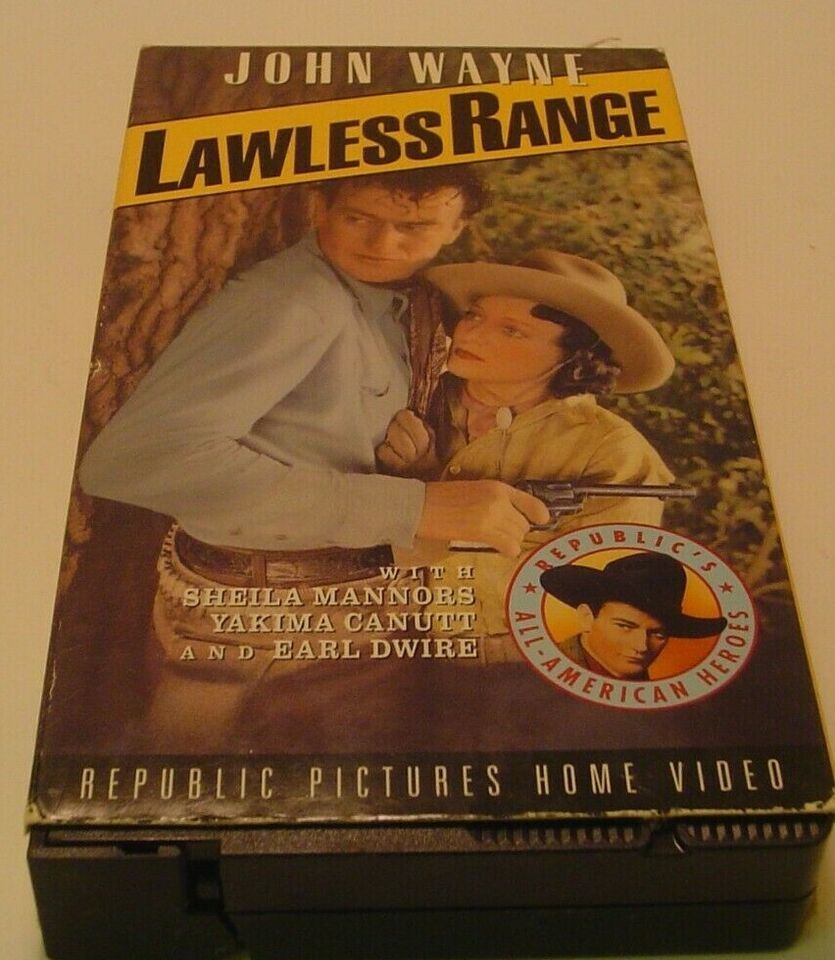 JOHN WAYNE
LAWLESS RANGE
WITH
SHEILA MANNORS
YAKIMA CANUTT
AND EARL DWIRE
REPUBLIC'S
ALL-AMERICAN HEROES
REPUBLIC PICTURES HOME VIDEO